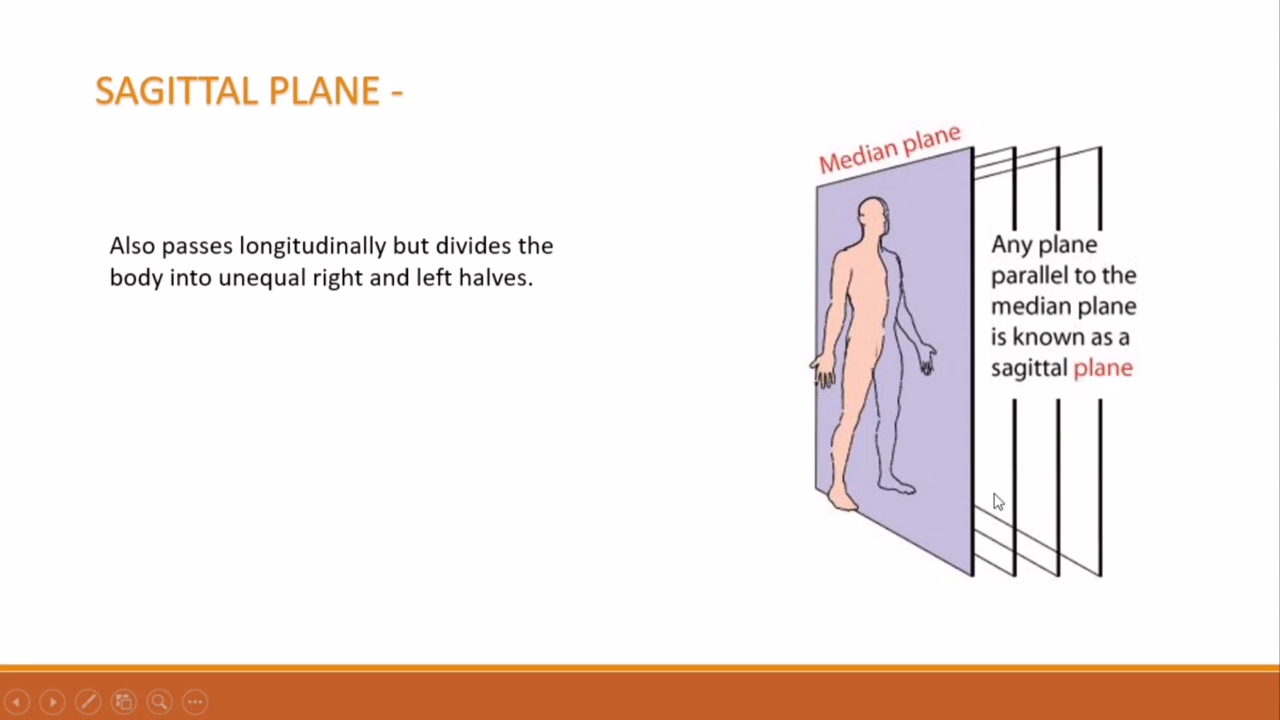 SAGITTAL PLANE -
Also passes longitudinally but divides the
body into unequal right and left halves.
Median plane
Any plane
parallel to the
median plane
is known as a
sagittal plane